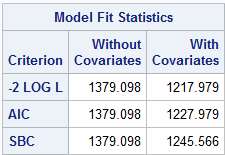 Model Fit Statistics
Criterion Without Covariates With Covariates
-2 LOG L 1379.098 1217.979
AIC 1379.098 1227.979
SBC 1379.098 1245.566